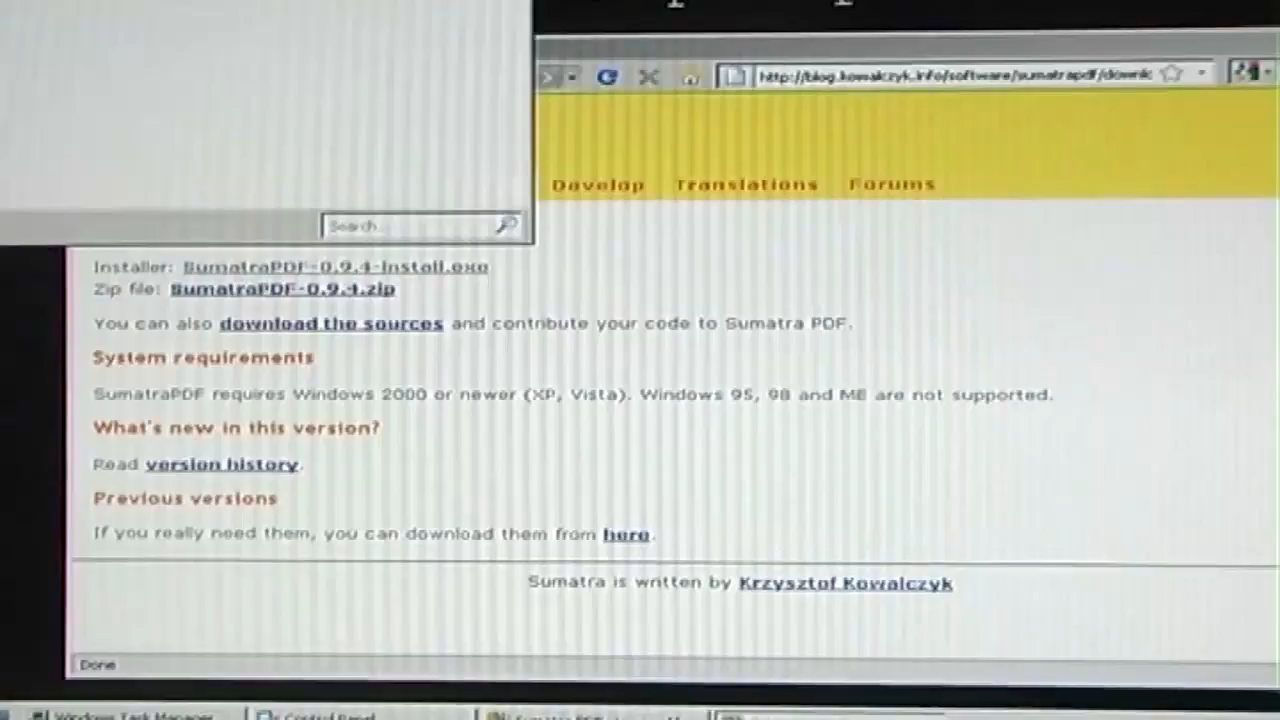 http://blog.kowalczyk.info/software/sumatrapdf/downlo
Develop Translations Forums
Search...
Installer: SumatraPDF-0.9.4-install.exe
Zip file: SumatraPDF-0.9.4.zip
You can also download the sources and contribute your code to Sumatra PDF.
System requirements
SumatraPDF requires Windows 2000 or newer (XP, Vista). Windows 95, 98 and ME are not supported.
What's new in this version?
Read version history.
Previous versions
If you really need them, you can download them from here.
Sumatra is written by Krzysztof Kowalczyk
Done
Windows Task Manager Control Panel